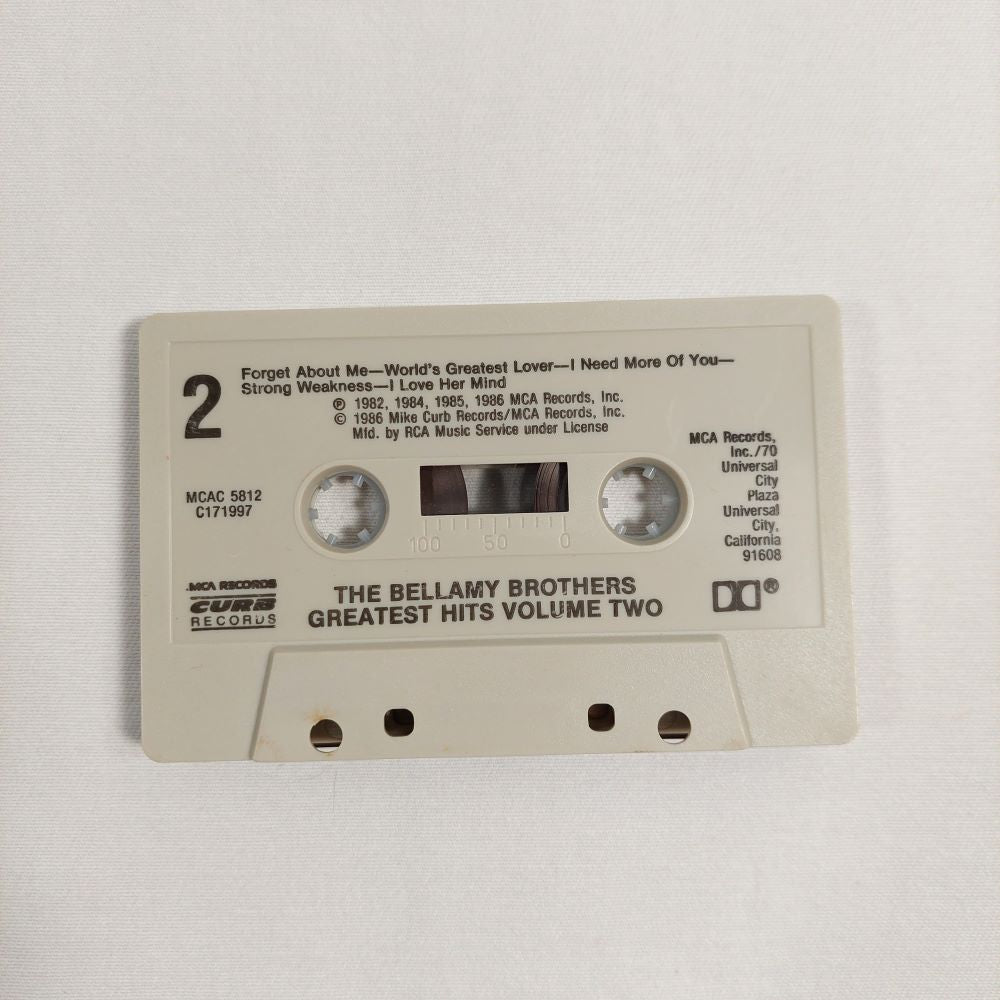 2
Forget About Me—World's Greatest Lover—I Need More Of You—
Strong Weakness—I Love Her Mind
Ⓟ 1982, 1984, 1985, 1986 MCA Records, Inc.
© 1986 Mike Curb Records/MCA Records, Inc.
Mfd. by RCA Music Service under License
MCAC 5812
C171997
100 50 0
MCA Records,
Inc./70
Universal
City
Plaza
Universal
City,
California
91608
MCA RECORDS
CURB
RECORDS
THE BELLAMY BROTHERS
GREATEST HITS VOLUME TWO
®